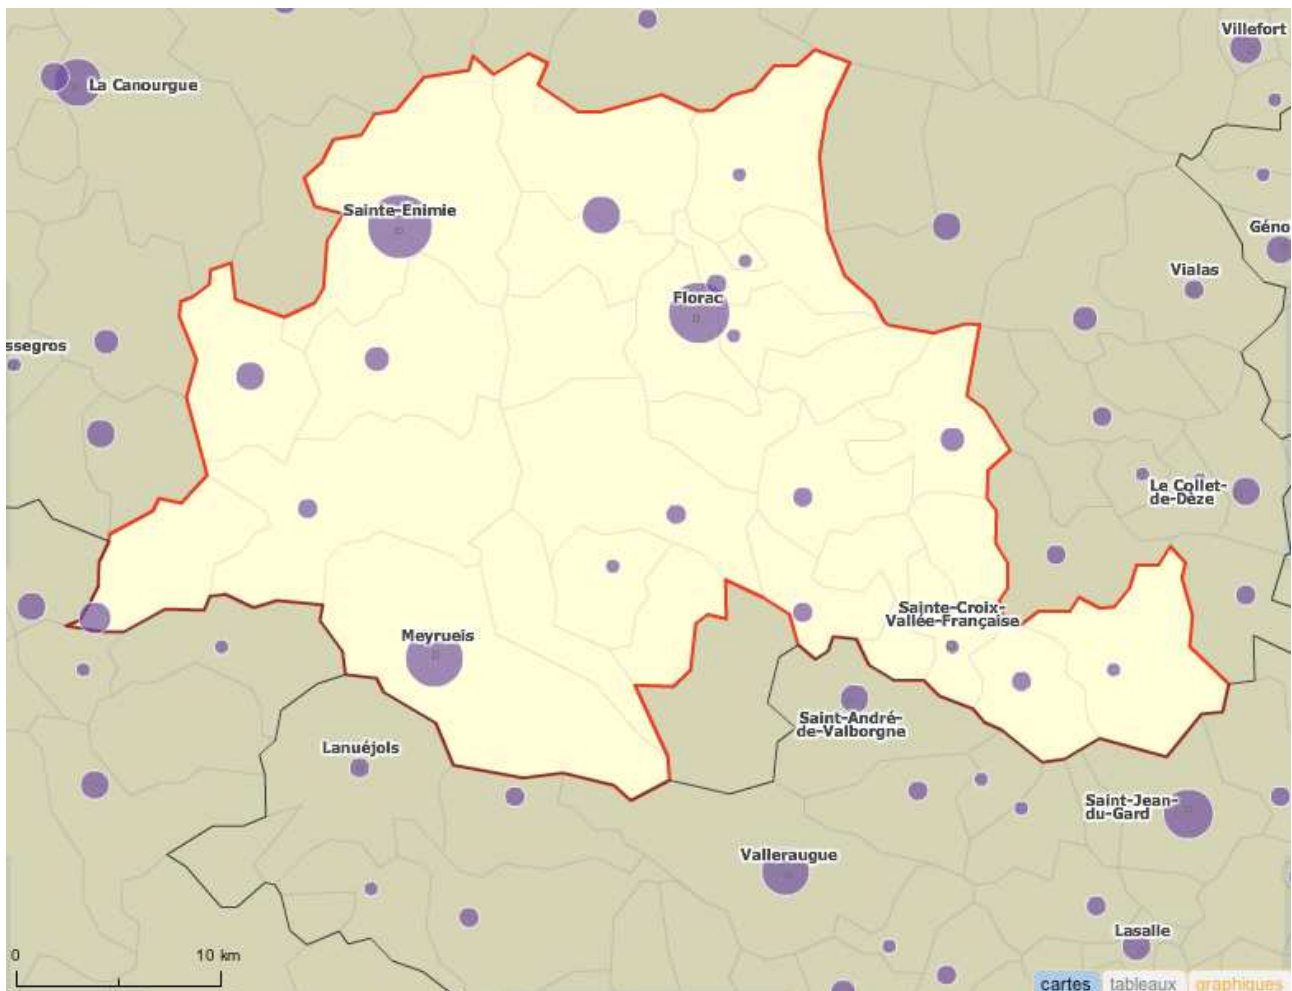 Villefort
La Canourgue
Sainte-Enimie
Géno
Vialas
Florac
ssegros
Le Collet-
de-Dèze
Sainte-Croix-
Vallée-Française
Meyrueis
Saint-André-
de-Valborgne
Lanuéjols
Saint-Jean-
du-Gard
Valleraugue
Lasalle
0 10 km
cartes tableaux graphiques